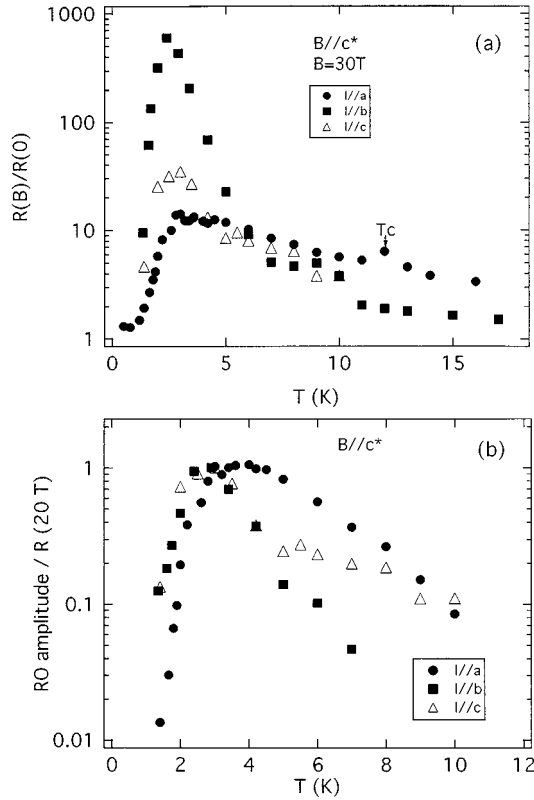 1000
100
10
1
R(B)/R(0)
B//c*
B=30T
(a)
I//a
I//b
I//c
Tc
0
5
10
15
T (K)
B//c*
(b)
1
0.1
0.01
RO amplitude / R (20 T)
I//a
I//b
I//c
0
2
4
6
8
10
12
T (K)